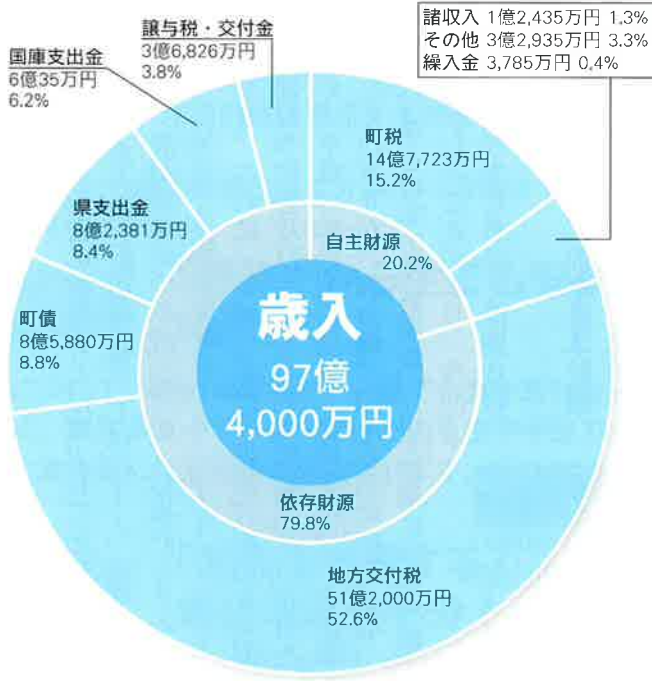 諸収入 1億2,435万円 1.3%
その他 3億2,935万円 3.3%
繰入金 3,785万円 0.4%
譲与税・交付金
3億6,826万円
3.8%
国庫支出金
6億35万円
6.2%
町税
14億7,723万円
15.2%
県支出金
8億2,381万円
8.4%
自主財源
20.2%
町債
8億5,880万円
8.8%
歳入
97億
4,000万円
依存財源
79.8%
地方交付税
51億2,000万円
52.6%